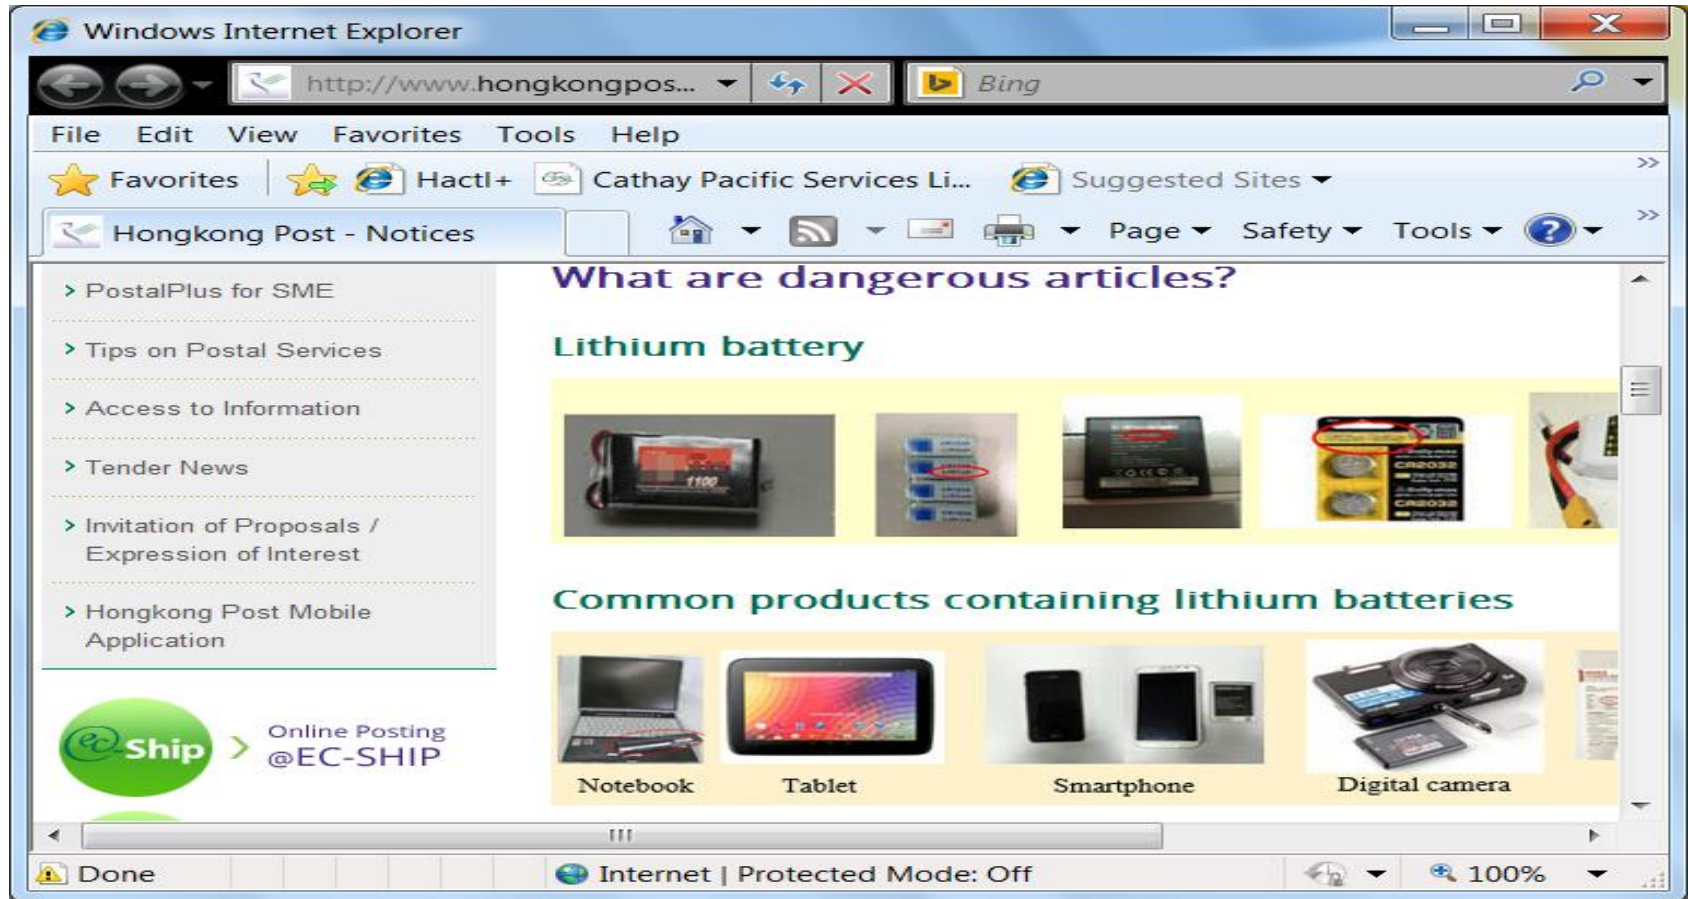 Windows Internet Explorer
http://www.hongkongpos...
Bing
File Edit View Favorites Tools Help
Favorites Hactl+ Cathay Pacific Services Li... Suggested Sites
Hongkong Post - Notices Page Safety Tools
> PostalPlus for SME
> Tips on Postal Services
> Access to Information
> Tender News
> Invitation of Proposals /
Expression of Interest
> Hongkong Post Mobile
Application
ec-Ship
Online Posting
@EC-SHIP
What are dangerous articles?
Lithium battery
1100
CR2032
CR2032
Common products containing lithium batteries
Notebook Tablet Smartphone Digital camera
Done Internet | Protected Mode: Off 100%